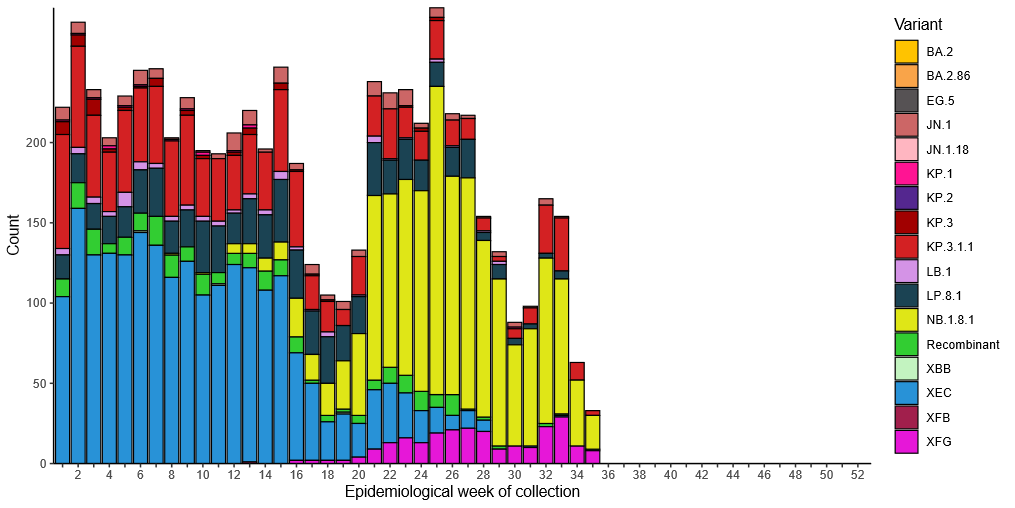 Variant
BA.2
BA.2.86
EG.5
JN.1
JN.1.18
KP.1
KP.2
KP.3
KP.3.1.1
LB.1
LP.8.1
NB.1.8.1
Recombinant
XBB
XEC
XFB
XFG
Count
200
150
100
50
0
2 4 6 8 10 12 14 16 18 20 22 24 26 28 30 32 34 36 38 40 42 44 46 48 50 52
Epidemiological week of collection